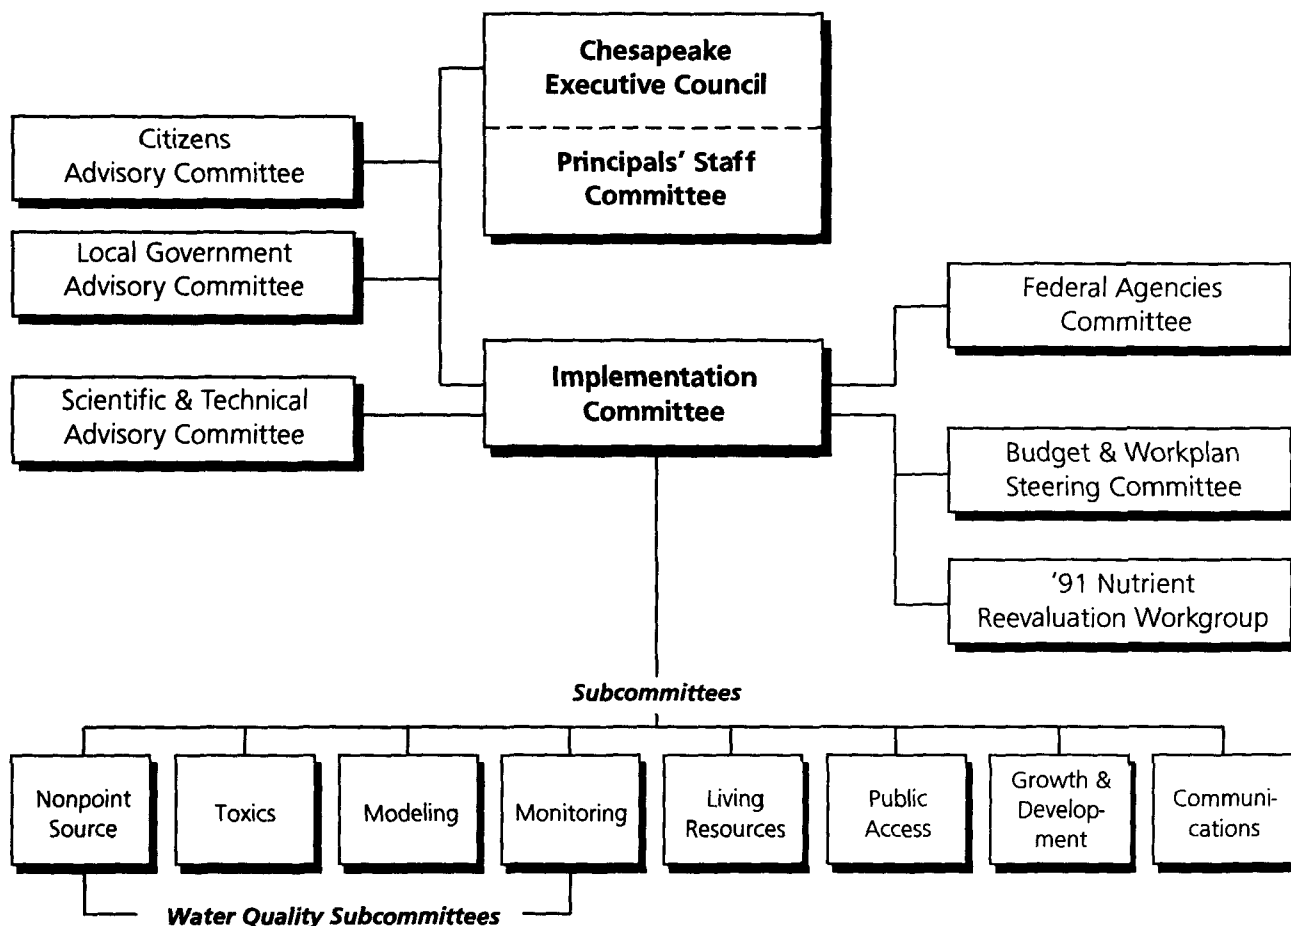 Chesapeake
Executive Council
Principals' Staff
Committee
Citizens
Advisory Committee
Local Government
Advisory Committee
Scientific & Technical
Advisory Committee
Implementation
Committee
Federal Agencies
Committee
Budget & Workplan
Steering Committee
'91 Nutrient
Reevaluation Workgroup
Subcommittees
Nonpoint
Source
Toxics
Modeling
Monitoring
Living
Resources
Public
Access
Growth &
Develop-
ment
Communi-
cations
Water Quality Subcommittees